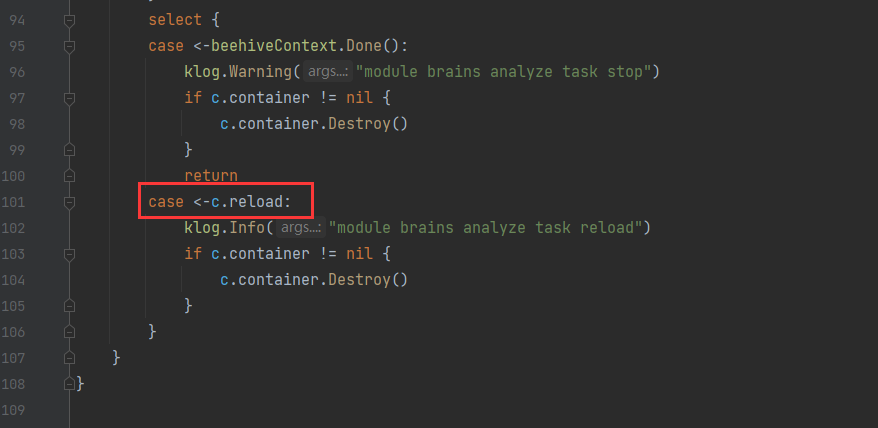 94 select {
95 case <-beehiveContext.Done():
96 klog.Warning( args...: "module brains analyze task stop")
97 if c.container != nil {
98 c.container.Destroy()
99 }
100 return
101 case <-c.reload:
102 klog.Info( args...: "module brains analyze task reload")
103 if c.container != nil {
104 c.container.Destroy()
105 }
106 }
107 }
108 }
109